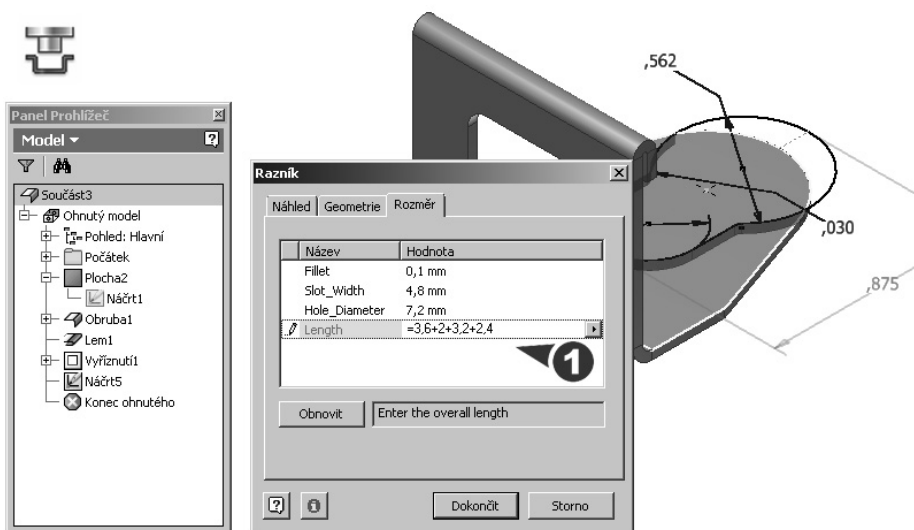 Panel Prohlížeč
Model
Součást3
Ohnutý model
Pohled: Hlavní
Počátek
Plocha2
Náčrt1
Obruba1
Lem1
Vyříznutí1
Náčrt5
Konec ohnutého
Razník
Náhled Geometrie Rozměr
Název Hodnota
Fillet 0,1 mm
Slot_Width 4,8 mm
Hole_Diameter 7,2 mm
Length =3,6+2+3,2+2,4
1
Obnovit Enter the overall length
Dokončit Storno
,562
,030
,875